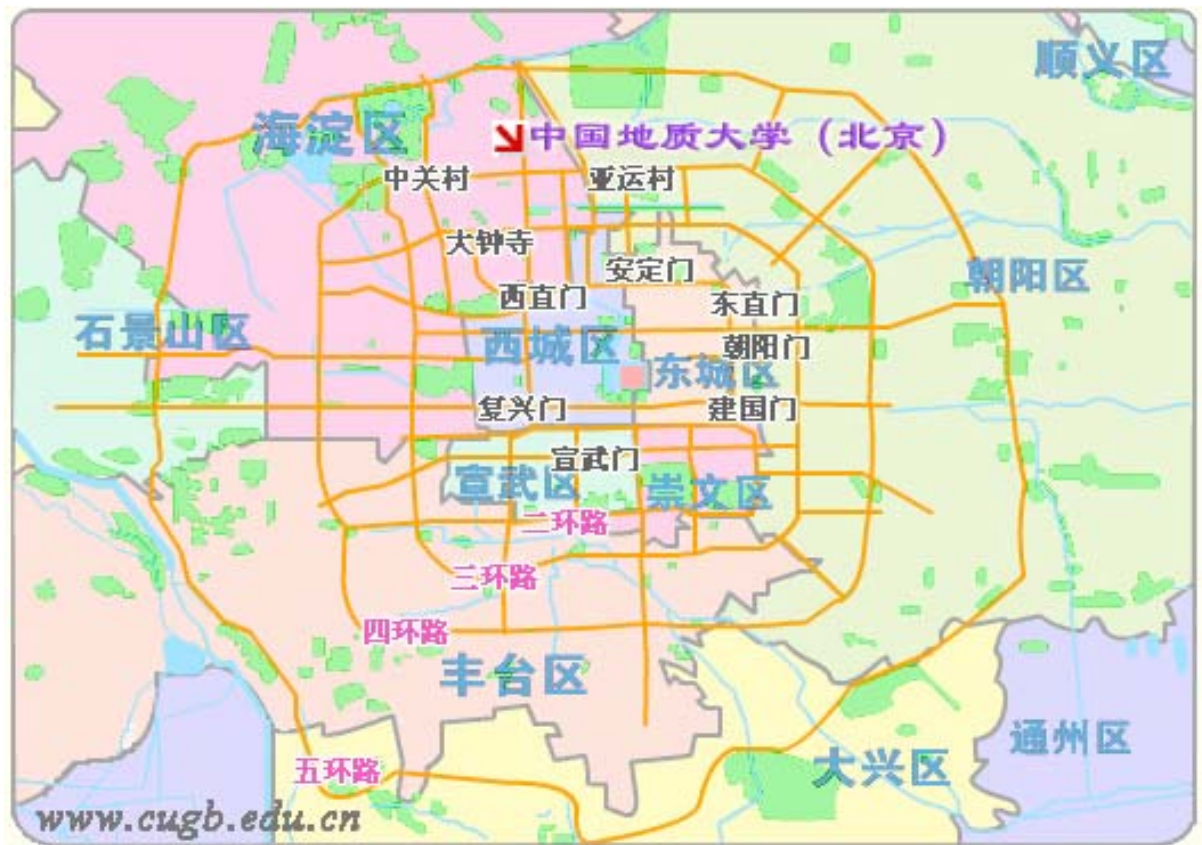 顺义区
海淀区
中国地质大学（北京）
中关村
亚运村
大钟寺
安定门
朝阳区
西直门
东直门
石景山区
西城区
朝阳门
东城区
复兴门
建国门
宣武门
宣武区
崇文区
二环路
三环路
四环路
丰台区
通州区
五环路
大兴区
www.cugb.edu.cn